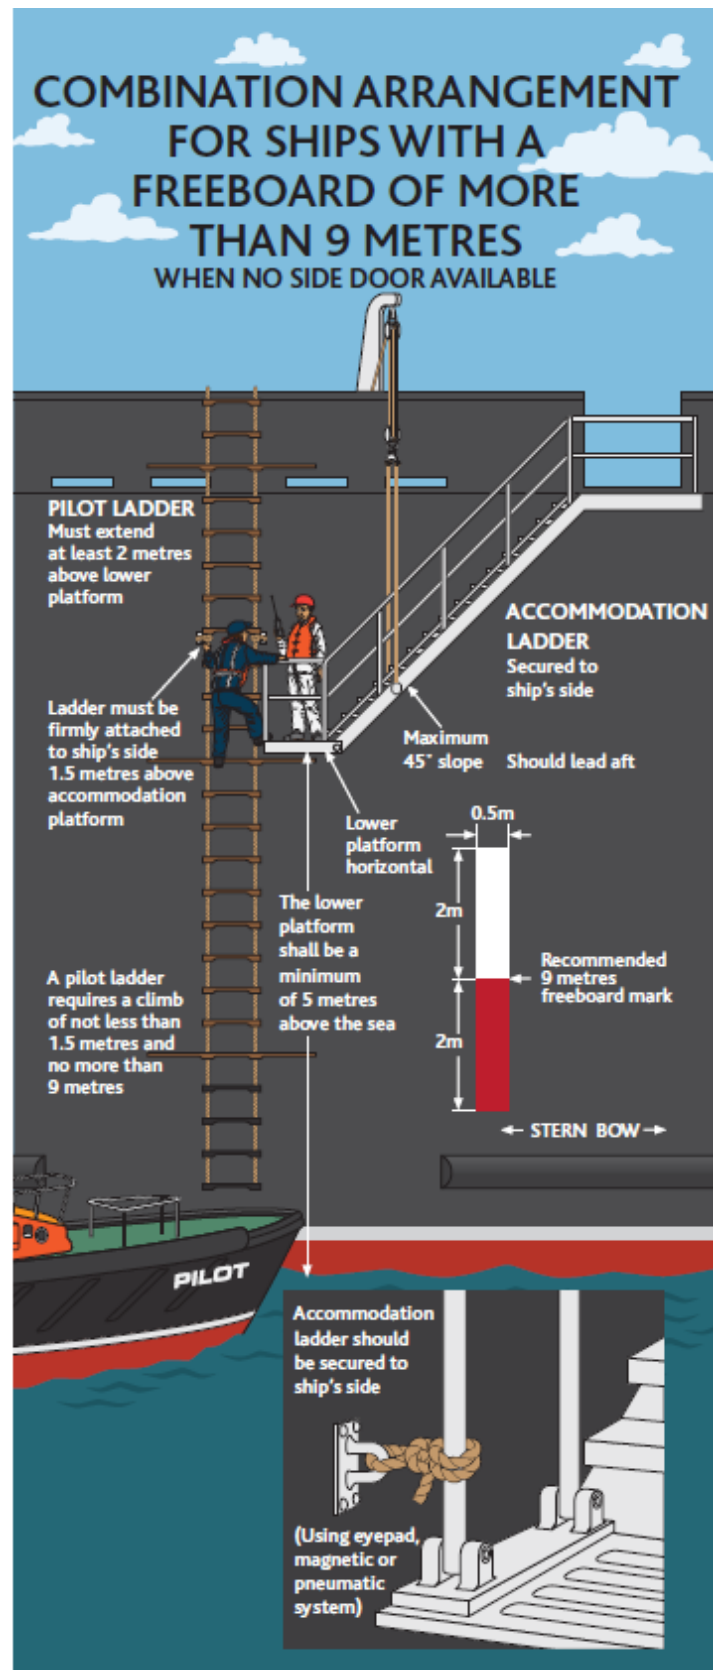 COMBINATION ARRANGEMENT
FOR SHIPS WITH A
FREEBOARD OF MORE
THAN 9 METRES
WHEN NO SIDE DOOR AVAILABLE
PILOT LADDER
Must extend
at least 2 metres
above lower
platform
ACCOMMODATION
LADDER
Secured to
ship's side
Ladder must be
firmly attached
to ship's side
1.5 metres above
accommodation
platform
Maximum
45° slope
Should lead aft
Lower
platform
horizontal
0.5m
2m
The lower
platform
shall be a
minimum
of 5 metres
above the sea
Recommended
9 metres
freeboard mark
A pilot ladder
requires a climb
of not less than
1.5 metres and
no more than
9 metres
2m
STERN BOW
PILOT
Accommodation
ladder should
be secured to
ship's side
(Using eyepad,
magnetic or
pneumatic
system)